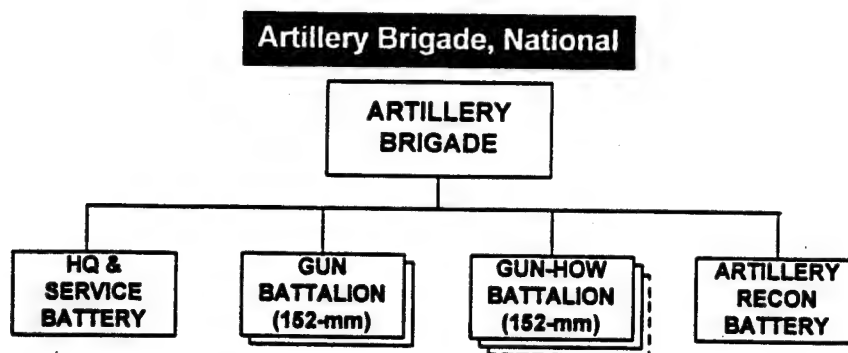 Artillery Brigade, National
ARTILLERY
BRIGADE
HQ &
SERVICE
BATTERY
GUN
BATTALION
(152-mm)
GUN-HOW
BATTALION
(152-mm)
ARTILLERY
RECON
BATTERY